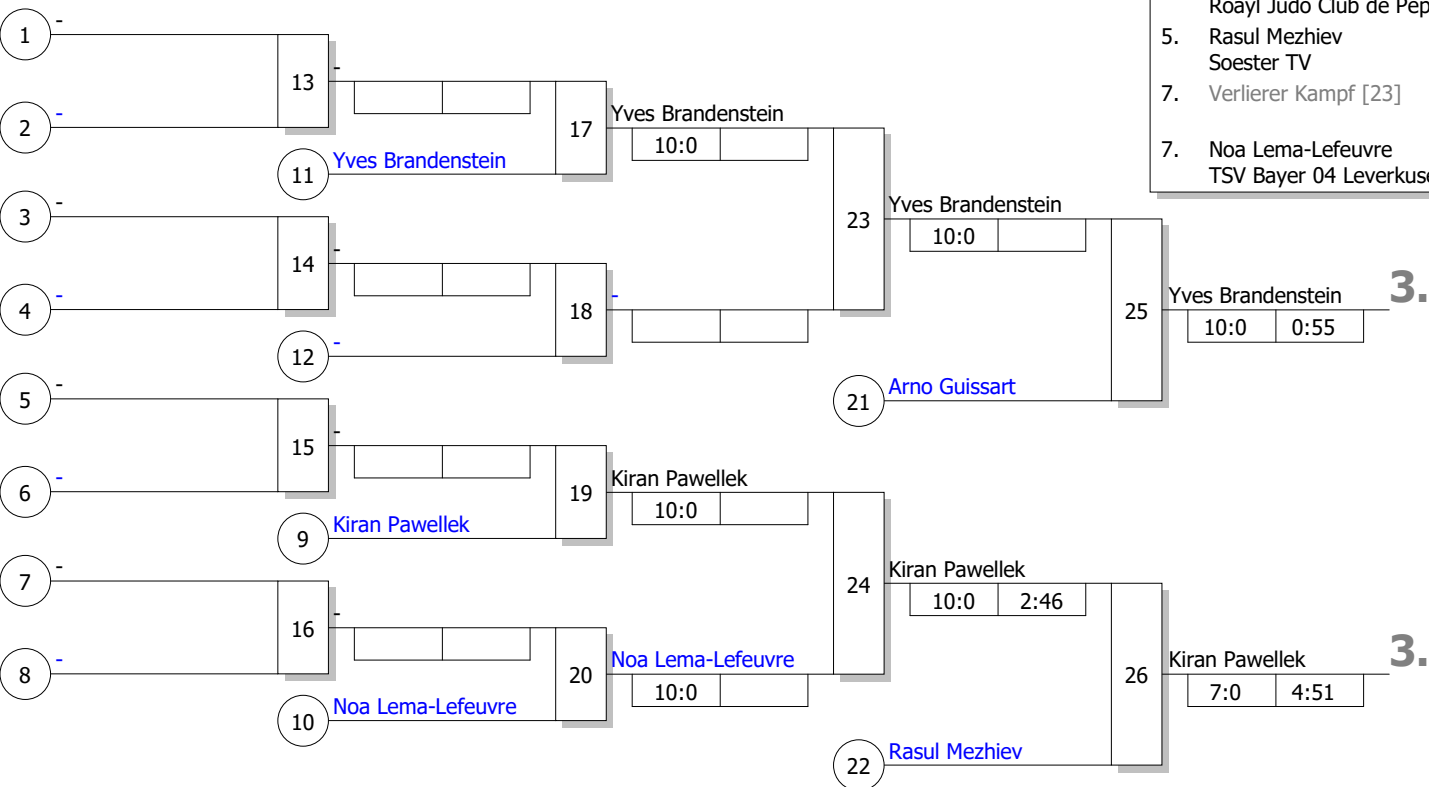 Roayl Judo Club de Pep
5. Rasul Mezhiev
Soester TV
7. Verlierer Kampf [23]
7. Noa Lema-Lefeuvre
TSV Bayer 04 Leverkuse
1 -
13 -
2 -
17 Yves Brandenstein
10:0
11 Yves Brandenstein
3 -
23 Yves Brandenstein
10:0
14 -
4 -
18 -
25 Yves Brandenstein 3.
10:0 0:55
12 -
5 -
21 Arno Guissart
15 -
6 -
19 Kiran Pawellek
10:0
9 Kiran Pawellek
7 -
24 Kiran Pawellek
10:0 2:46
16 -
8 -
20 Noa Lema-Lefeuvre
10:0
26 Kiran Pawellek 3.
7:0 4:51
10 Noa Lema-Lefeuvre
22 Rasul Mezhiev